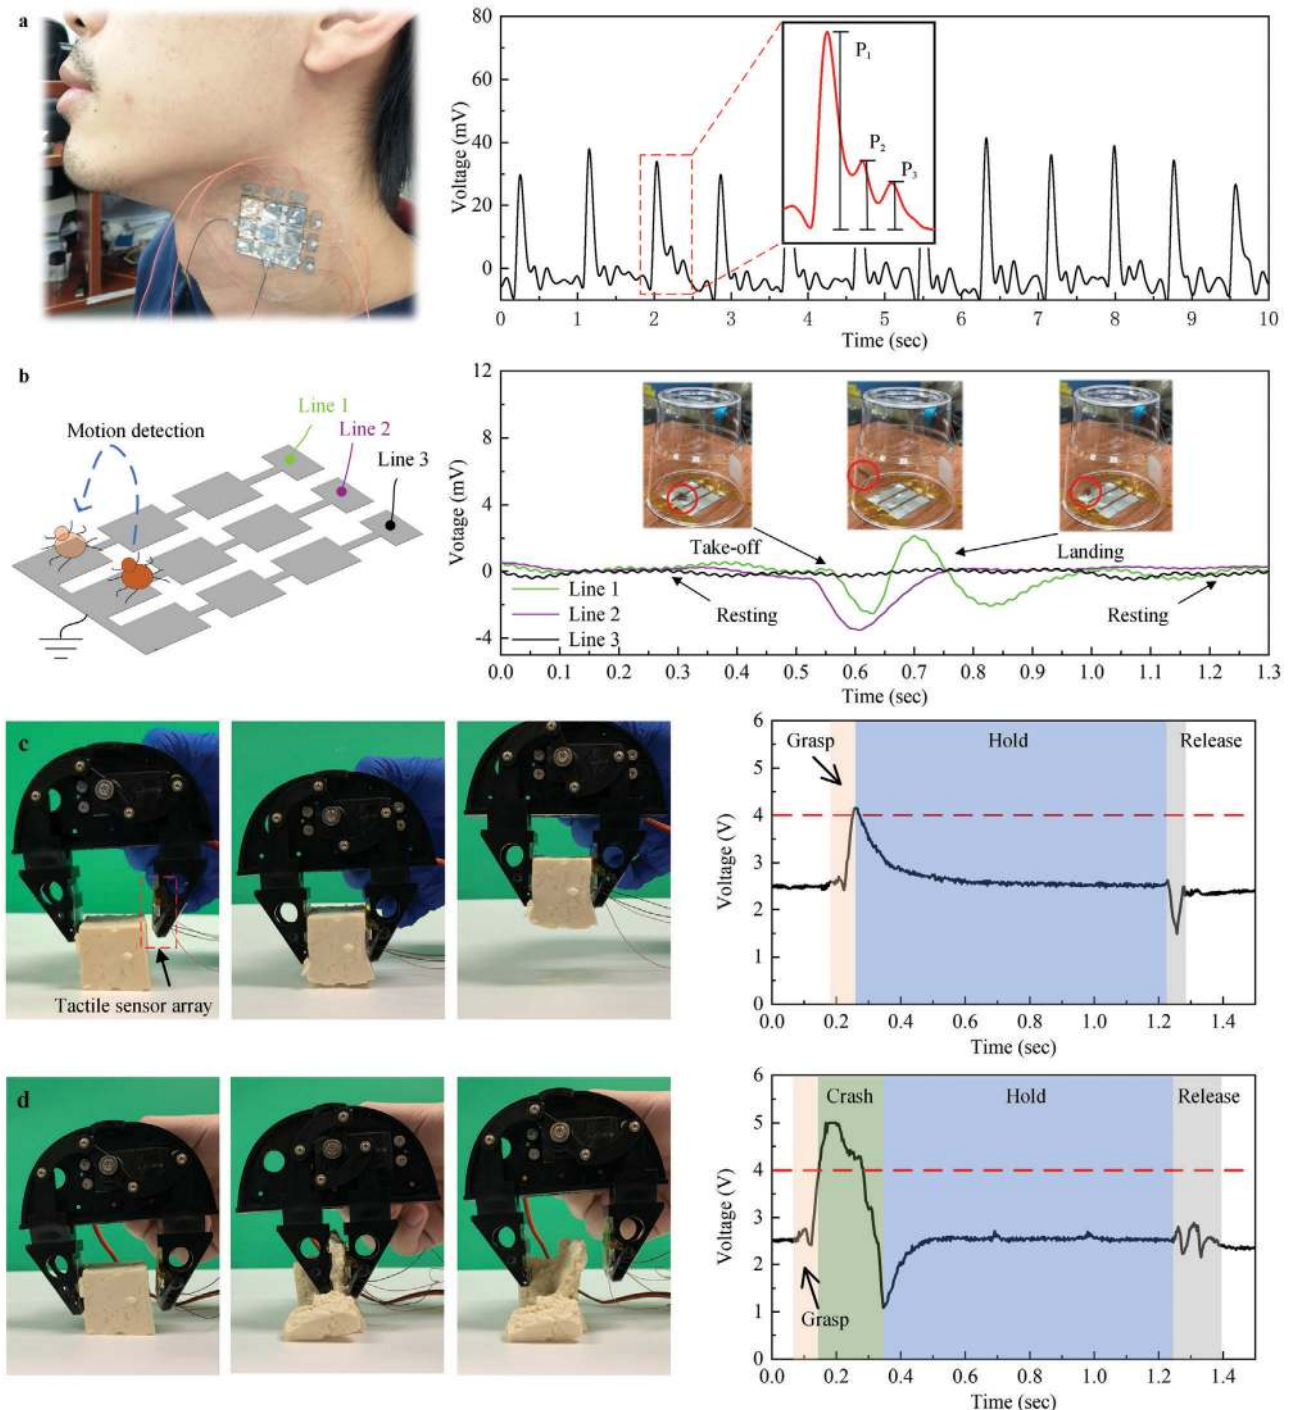 a
80
60
40
20
0
Voltage (mV)
P1
P2
P3
0 1 2 3 4 5 6 7 8 9 10
Time (sec)
b
Motion detection
Line 1
Line 2
Line 3
12
8
4
0
-4
Votage (mV)
Take-off
Landing
Resting
Resting
Line 1
Line 2
Line 3
0.0 0.1 0.2 0.3 0.4 0.5 0.6 0.7 0.8 0.9 1.0 1.1 1.2 1.3
Time (sec)
c
Tactile sensor array
6
5
4
3
2
1
0
Voltage (V)
Grasp
Hold
Release
0.0 0.2 0.4 0.6 0.8 1.0 1.2 1.4
Time (sec)
d
6
5
4
3
2
1
0
Voltage (V)
Crash
Hold
Release
Grasp
0.0 0.2 0.4 0.6 0.8 1.0 1.2 1.4
Time (sec)